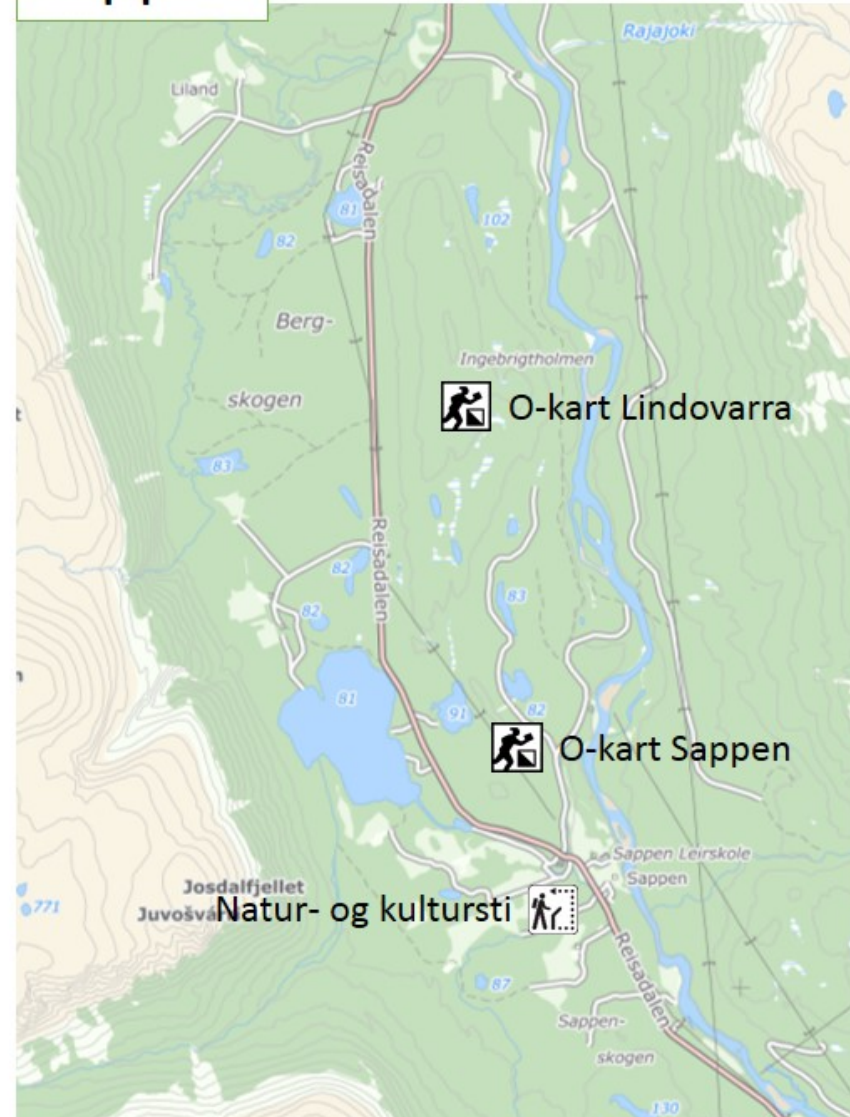 Rajajoki
Liland
Reisadalen
81
82
102
Berg-
Ingebrigtholmen
skogen
O-kart Lindovarra
83
Reisadalen
82
83
82
81
91
82
O-kart Sappen
Sappen Leirskole
Sappen
Josdalfjellet
771
Natur- og kultursti
87
Reisadalen
Sappen-
skogen
130